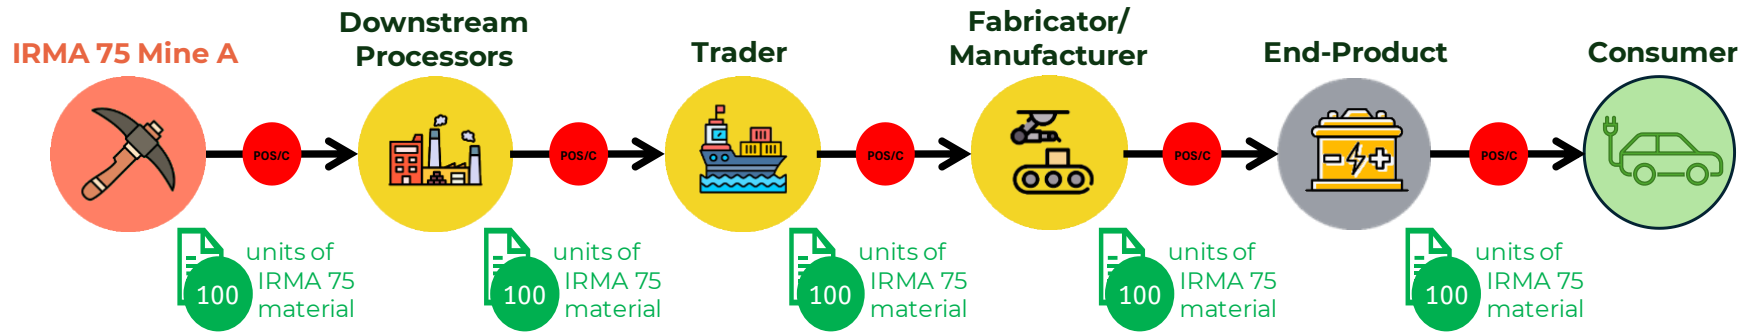 IRMA 75 Mine A
Downstream
Processors
Trader
Fabricator/
Manufacturer
End-Product
Consumer
POS/C
POS/C
POS/C
POS/C
POS/C
100
units of
IRMA 75
material
100
units of
IRMA 75
material
100
units of
IRMA 75
material
100
units of
IRMA 75
material
100
units of
IRMA 75
material